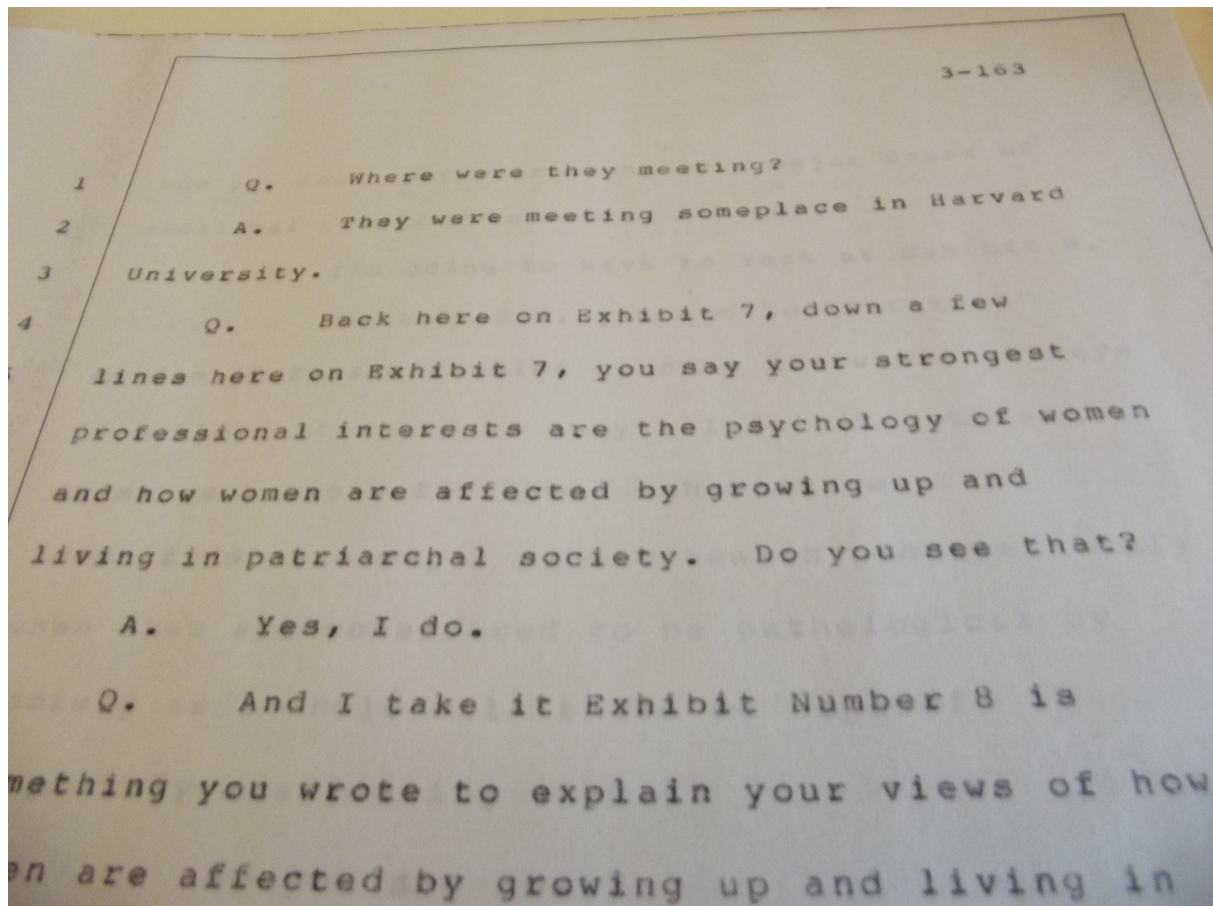 3-163
1 Q. Where were they meeting?
2 A. They were meeting someplace in Harvard
3 University.
4 Q. Back here on Exhibit 7, down a few
lines here on Exhibit 7, you say your strongest
professional interests are the psychology of women
and how women are affected by growing up and
living in patriarchal society. Do you see that?
A. Yes, I do.
Q. And I take it Exhibit Number 8 is
mething you wrote to explain your views of how
en are affected by growing up and living in